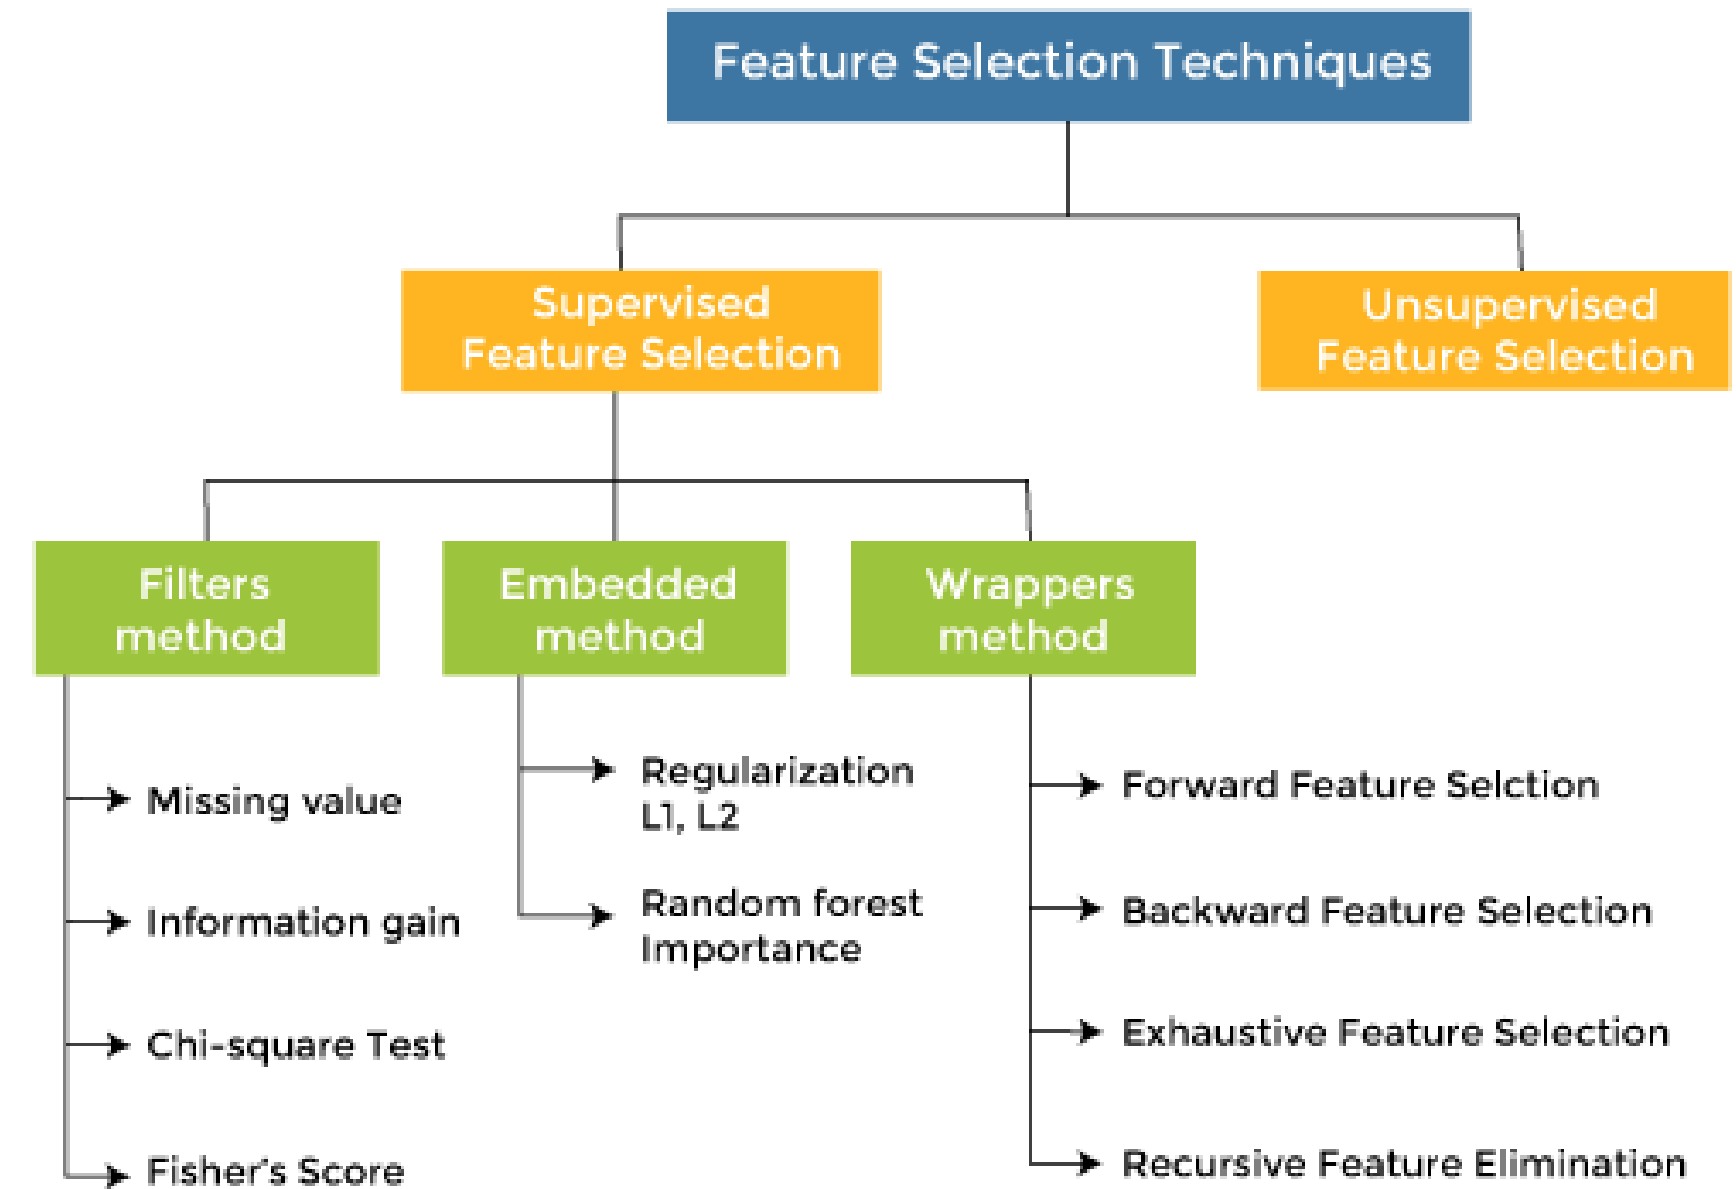 Feature Selection Techniques
Supervised
Feature Selection
Unsupervised
Feature Selection
Filters
method
Embedded
method
Wrappers
method
Missing value
Information gain
Chi-square Test
Fisher's Score
Regularization
L1, L2
Random forest
Importance
Forward Feature Selction
Backward Feature Selection
Exhaustive Feature Selection
Recursive Feature Elimination